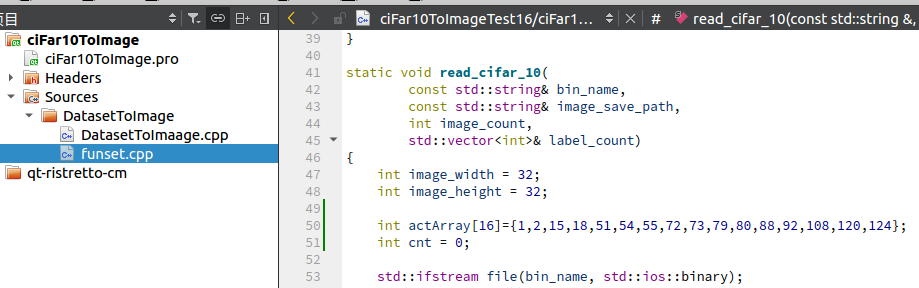 项目
ciFar10ToImage
ciFar10ToImage.pro
Headers
Sources
DatasetToImage
DatasetToImaage.cpp
funset.cpp
qt-ristretto-cm
ciFar10ToImageTest16/ciFar1... # read_cifar_10(const std::string &,
39 }
40
41 static void read_cifar_10(
42 const std::string& bin_name,
43 const std::string& image_save_path,
44 int image_count,
45 std::vector<int>& label_count)
46 {
47 int image_width = 32;
48 int image_height = 32;
49
50 int actArray[16]={1,2,15,18,51,54,55,72,73,79,80,88,92,108,120,124};
51 int cnt = 0;
52
53 std::ifstream file(bin_name, std::ios::binary);